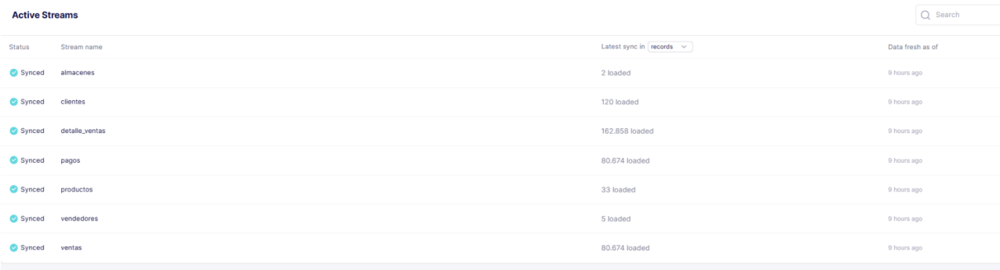 Active Streams
Search
Status Stream name Latest sync in records Data fresh as of
Synced almacenes 2 loaded 9 hours ago
Synced clientes 120 loaded 9 hours ago
Synced detalle_ventas 162.858 loaded 9 hours ago
Synced pagos 80.674 loaded 9 hours ago
Synced productos 33 loaded 9 hours ago
Synced vendedores 5 loaded 9 hours ago
Synced ventas 80.674 loaded 9 hours ago